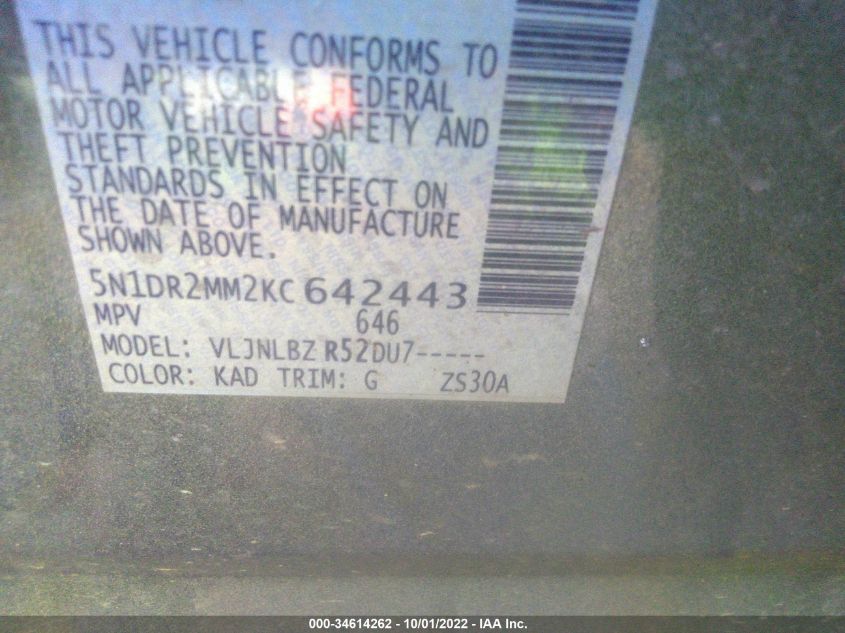 THIS VEHICLE CONFORMS TO
ALL APPLICABLE FEDERAL
MOTOR VEHICLE SAFETY AND
THEFT PREVENTION
STANDARDS IN EFFECT ON
THE DATE OF MANUFACTURE
SHOWN ABOVE.
5N1DR2MM2KC642443
MPV 646
MODEL: VLJNLBZ R52DU7-----
COLOR: KAD TRIM: G ZS30A
000-34614262 - 10/01/2022 - IAA Inc.